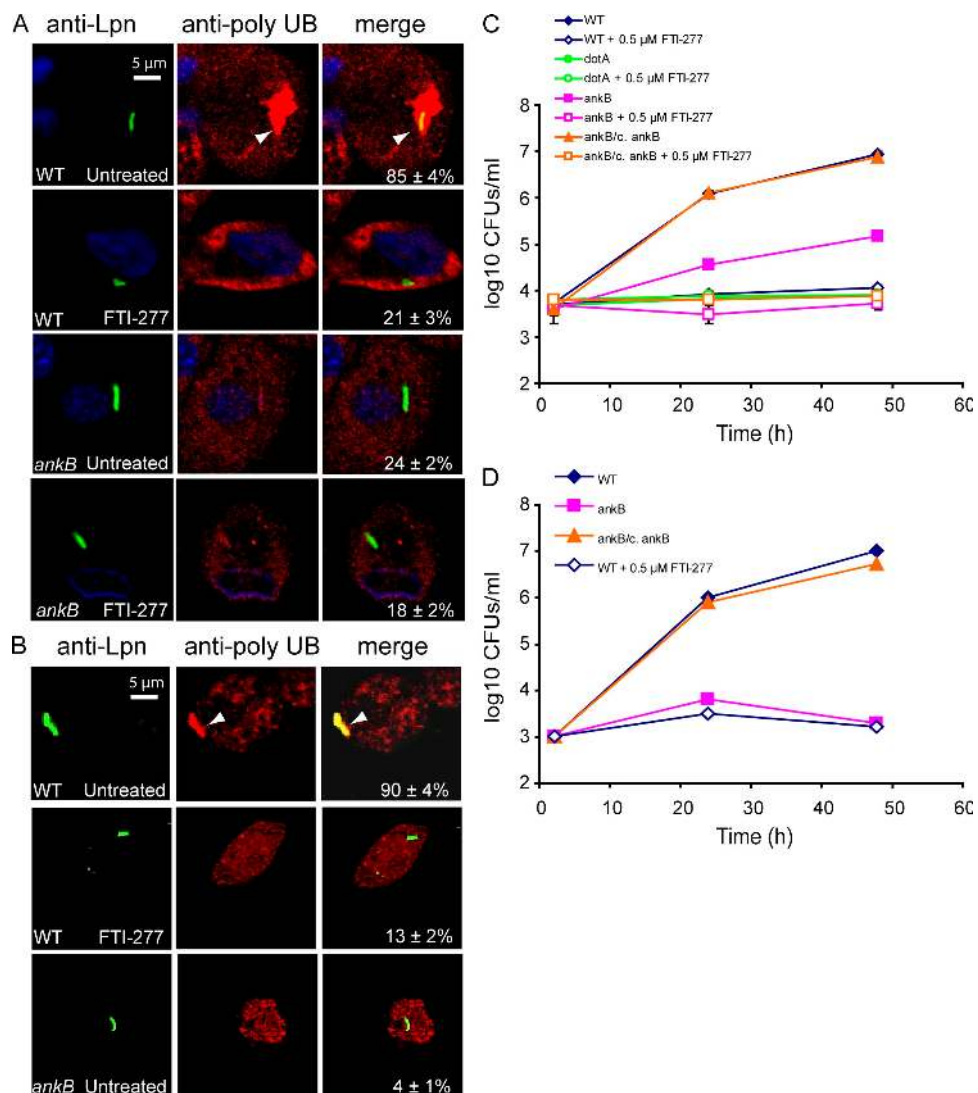 A
anti-Lpn anti-poly UB merge
5 µm
WT Untreated 85 ± 4%
WT FTI-277 21 ± 3%
ankB Untreated 24 ± 2%
ankB FTI-277 18 ± 2%
B
anti-Lpn anti-poly UB merge
5 µm
WT Untreated 90 ± 4%
WT FTI-277 13 ± 2%
ankB Untreated 4 ± 1%
C
WT
WT + 0.5 µM FTI-277
dotA
dotA + 0.5 µM FTI-277
ankB
ankB + 0.5 µM FTI-277
ankB/c. ankB
ankB/c. ankB + 0.5 µM FTI-277
log10 CFUs/ml
8
7
6
5
4
3
2
0 10 20 30 40 50 60
Time (h)
D
WT
ankB
ankB/c. ankB
WT + 0.5 µM FTI-277
log10 CFUs/ml
8
7
6
5
4
3
2
0 10 20 30 40 50 60
Time (h)